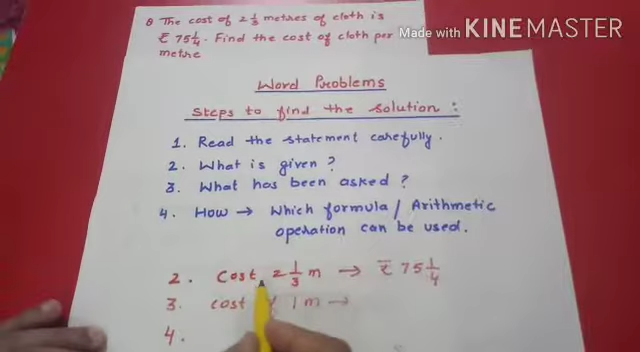 Q The cost of 2 1/3 metres of cloth is
₹ 75 1/4. Find the cost of cloth per
metre
Made with KINEMASTER
Word Problems
Steps to find the solution:
1. Read the statement carefully.
2. What is given?
3. What has been asked?
4. How → Which formula/Arithmetic
operation can be used.
2. Cost 2 1/3 m → ₹ 75 1/4
3. cost 1 m →
4.